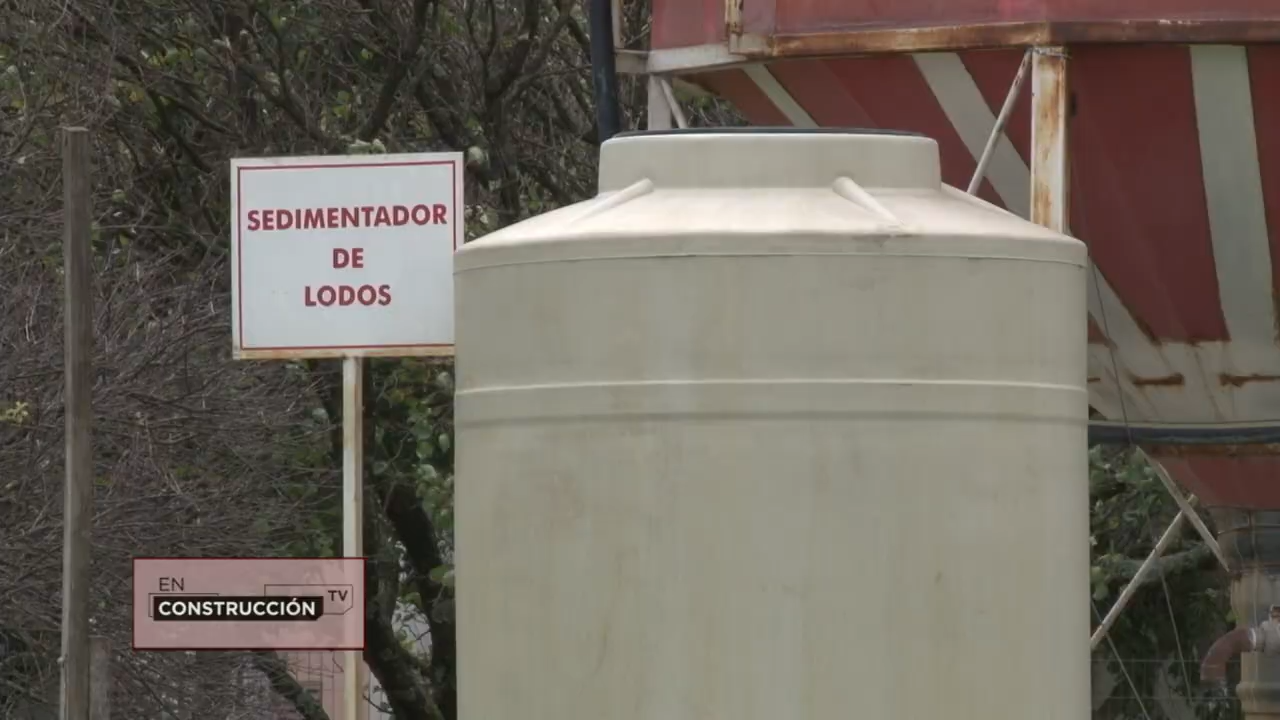 SEDIMENTADOR
DE
LODOS
EN
CONSTRUCCIÓN
TV